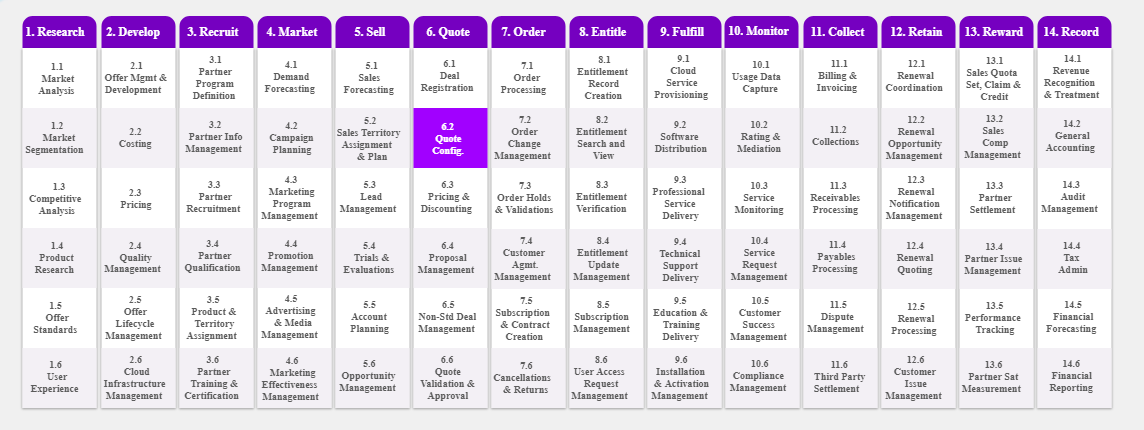 1. Research
2. Develop
3. Recruit
4. Market
5. Sell
6. Quote
7. Order
8. Entitle
9. Fulfill
10. Monitor
11. Collect
12. Retain
13. Reward
14. Record
1.1
Market
Analysis
2.1
Offer Mgmt &
Development
3.1
Partner
Program
Definition
4.1
Demand
Forecasting
5.1
Sales
Forecasting
6.1
Deal
Registration
7.1
Order
Processing
8.1
Entitlement
Record
Creation
9.1
Cloud
Service
Provisioning
10.1
Usage Data
Capture
11.1
Billing &
Invoicing
12.1
Renewal
Coordination
13.1
Sales Quota
Set, Claim &
Credit
14.1
Revenue
Recognition
& Treatment
1.2
Market
Segmentation
2.2
Costing
3.2
Partner Info
Management
4.2
Campaign
Planning
5.2
Sales Territory
Assignment
& Plan
6.2
Quote
Config.
7.2
Order
Change
Management
8.2
Entitlement
Search and
View
9.2
Software
Distribution
10.2
Rating &
Mediation
11.2
Collections
12.2
Renewal
Opportunity
Management
13.2
Sales
Comp
Management
14.2
General
Accounting
1.3
Competitive
Analysis
2.3
Pricing
3.3
Partner
Recruitment
4.3
Marketing
Program
Management
5.3
Lead
Management
6.3
Pricing &
Discounting
7.3
Order Holds
& Validations
8.3
Entitlement
Verification
9.3
Professional
Service
Delivery
10.3
Service
Monitoring
11.3
Receivables
Processing
12.3
Renewal
Notification
Management
13.3
Partner
Settlement
14.3
Audit
Management
1.4
Product
Research
2.4
Quality
Management
3.4
Partner
Qualification
4.4
Promotion
Management
5.4
Trials &
Evaluations
6.4
Proposal
Management
7.4
Customer
Agmt.
Management
8.4
Entitlement
Update
Management
9.4
Technical
Support
Delivery
10.4
Service
Request
Management
11.4
Payables
Processing
12.4
Renewal
Quoting
13.4
Partner Issue
Management
14.4
Tax
Admin
1.5
Offer
Standards
2.5
Offer
Lifecycle
Management
3.5
Product &
Territory
Assignment
4.5
Advertising
& Media
Management
5.5
Account
Planning
6.5
Non-Std Deal
Management
7.5
Subscription
& Contract
Creation
8.5
Subscription
Management
9.5
Education &
Training
Delivery
10.5
Customer
Success
Management
11.5
Dispute
Management
12.5
Renewal
Processing
13.5
Performance
Tracking
14.5
Financial
Forecasting
1.6
User
Experience
2.6
Cloud
Infrastructure
Management
3.6
Partner
Training &
Certification
4.6
Marketing
Effectiveness
Management
5.6
Opportunity
Management
6.6
Quote
Validation &
Approval
7.6
Cancellations
& Returns
8.6
User Access
Request
Management
9.6
Installation
& Activation
Management
10.6
Compliance
Management
11.6
Third Party
Settlement
12.6
Customer
Issue
Management
13.6
Partner Sat
Measurement
14.6
Financial
Reporting